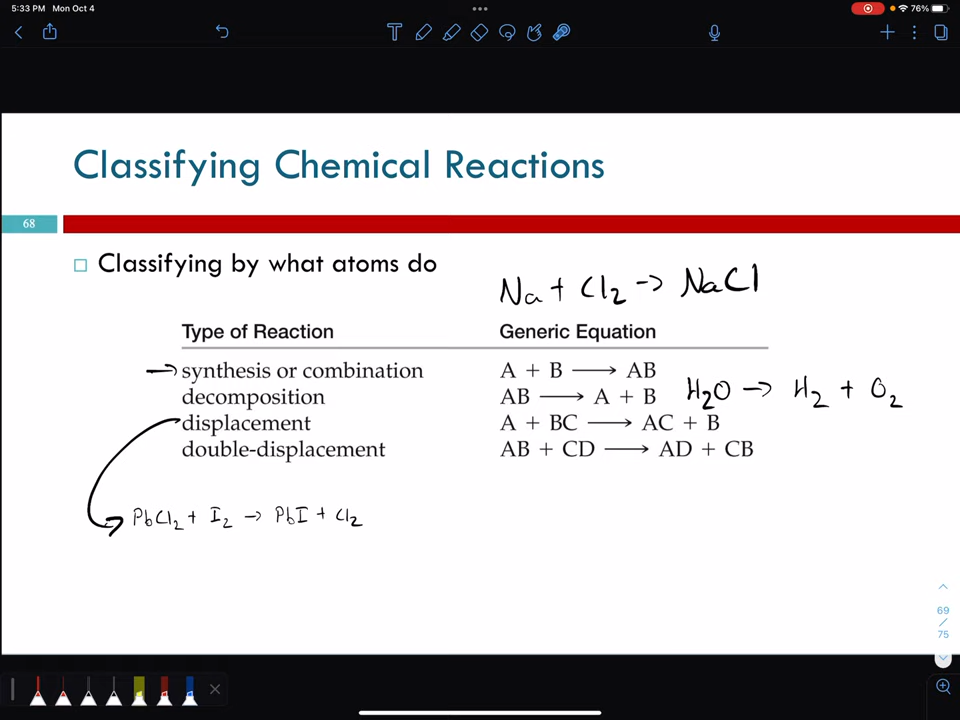 5:33 PM Mon Oct 4
76%
Classifying Chemical Reactions
68
Classifying by what atoms do
Na + Cl2 → NaCl
Type of Reaction Generic Equation
synthesis or combination A + B → AB
decomposition AB → A + B H2O → H2 + O2
displacement A + BC → AC + B
double-displacement AB + CD → AD + CB
PbCl2 + I2 → PbI + Cl2
69
/
75